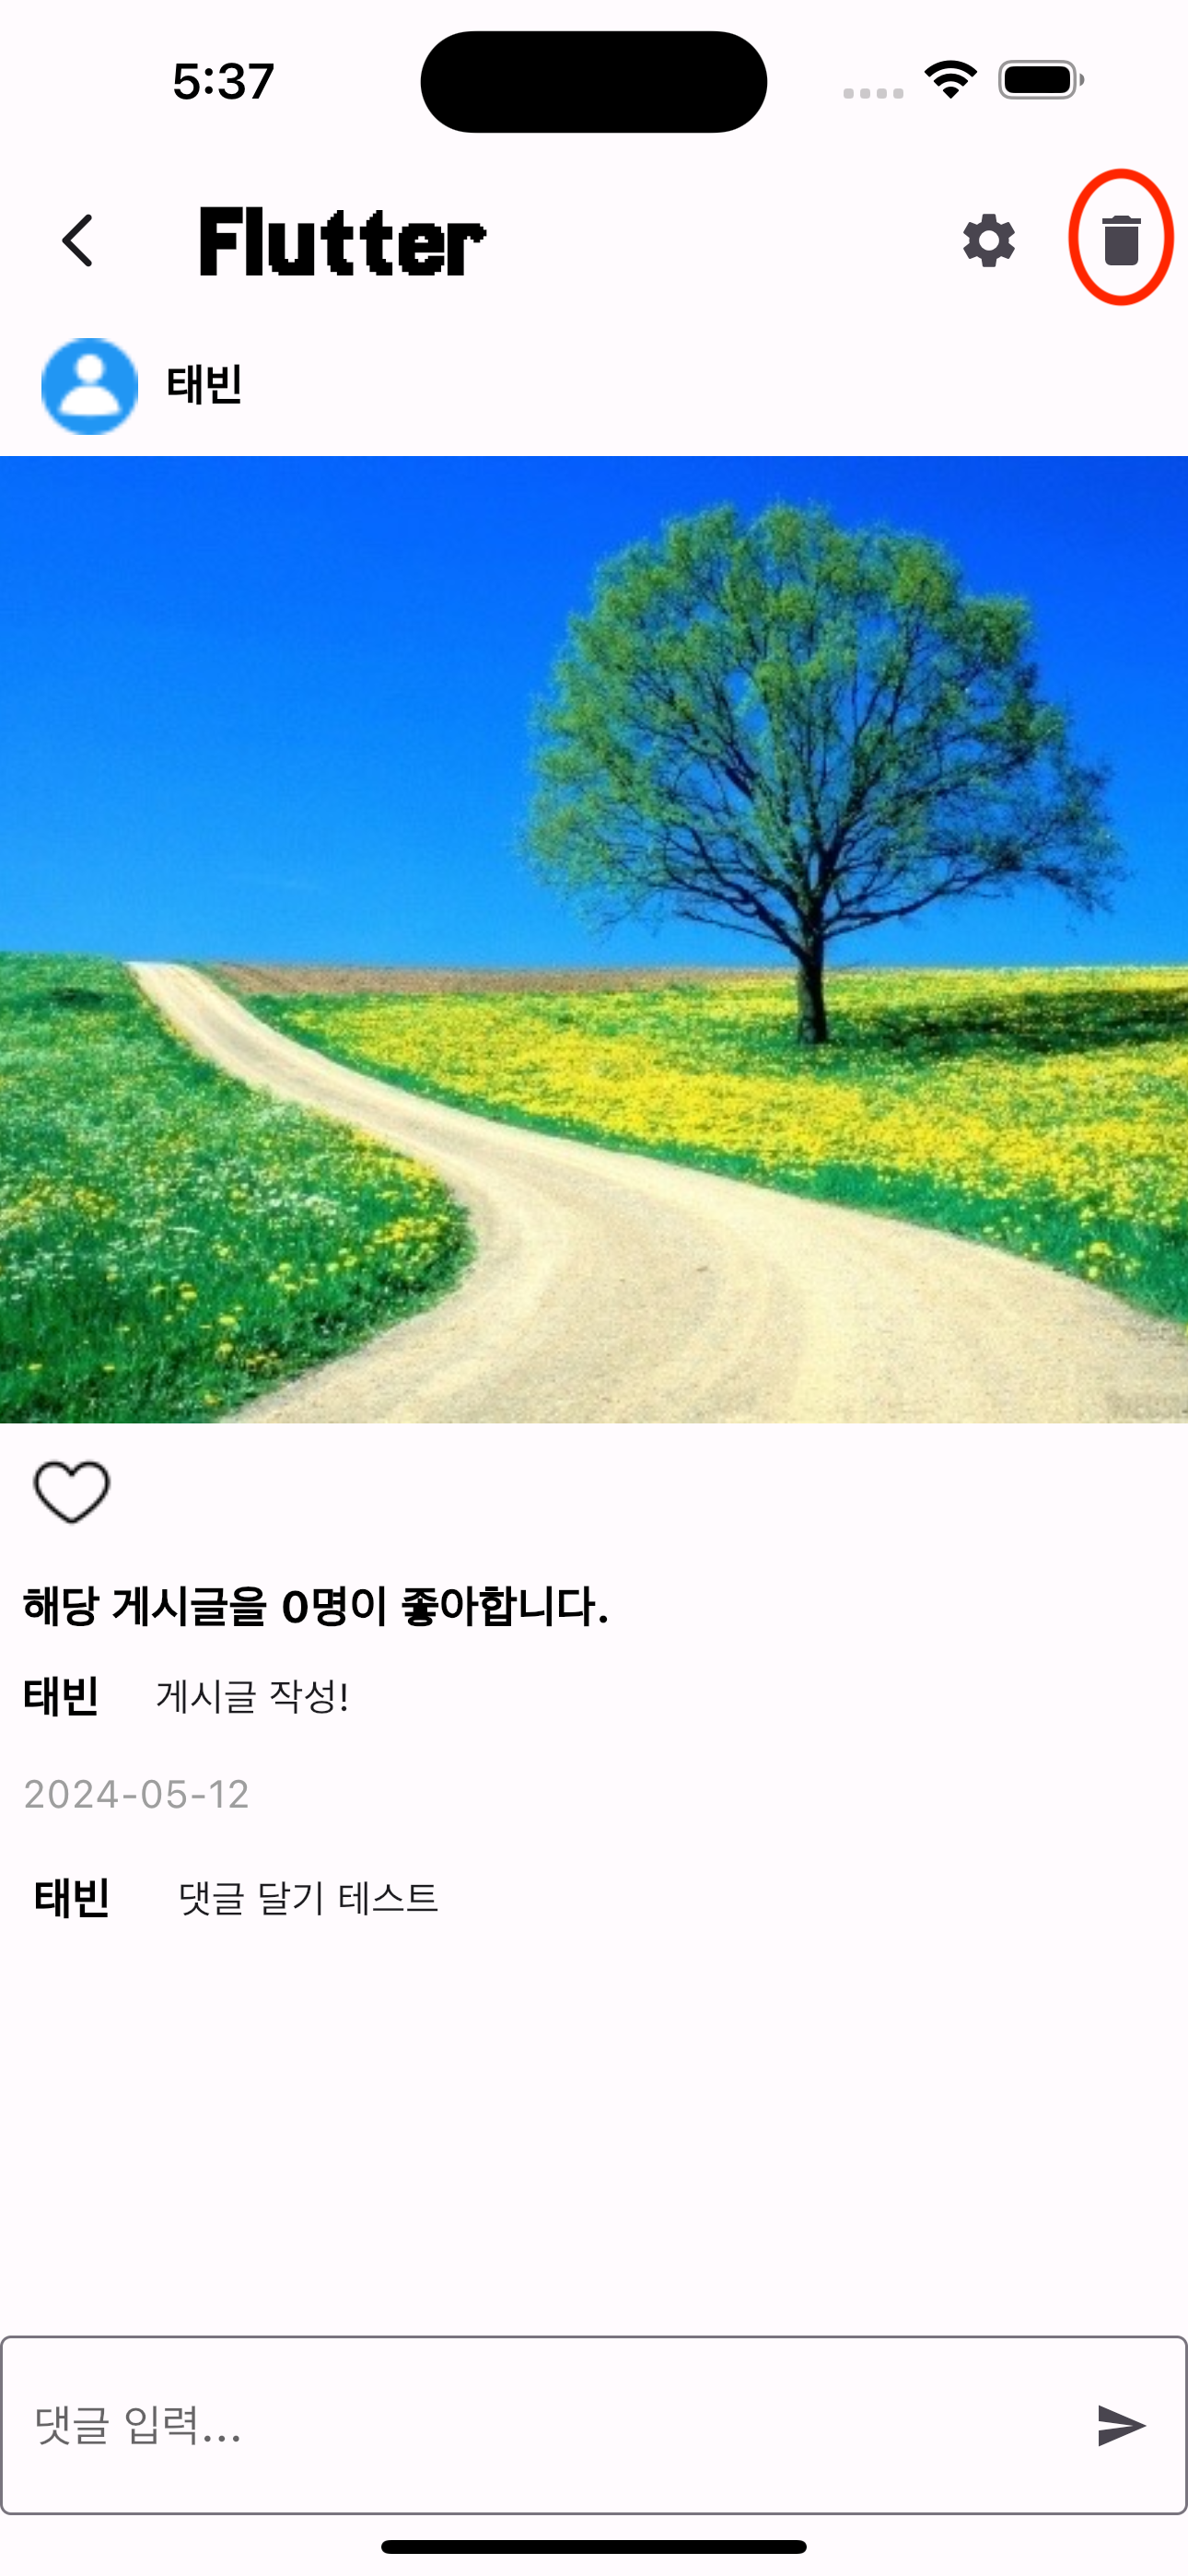 5:37
Flutter
태빈
해당 게시글을 0명이 좋아합니다.
태빈 게시글 작성!
2024-05-12
태빈 댓글 달기 테스트
댓글 입력...